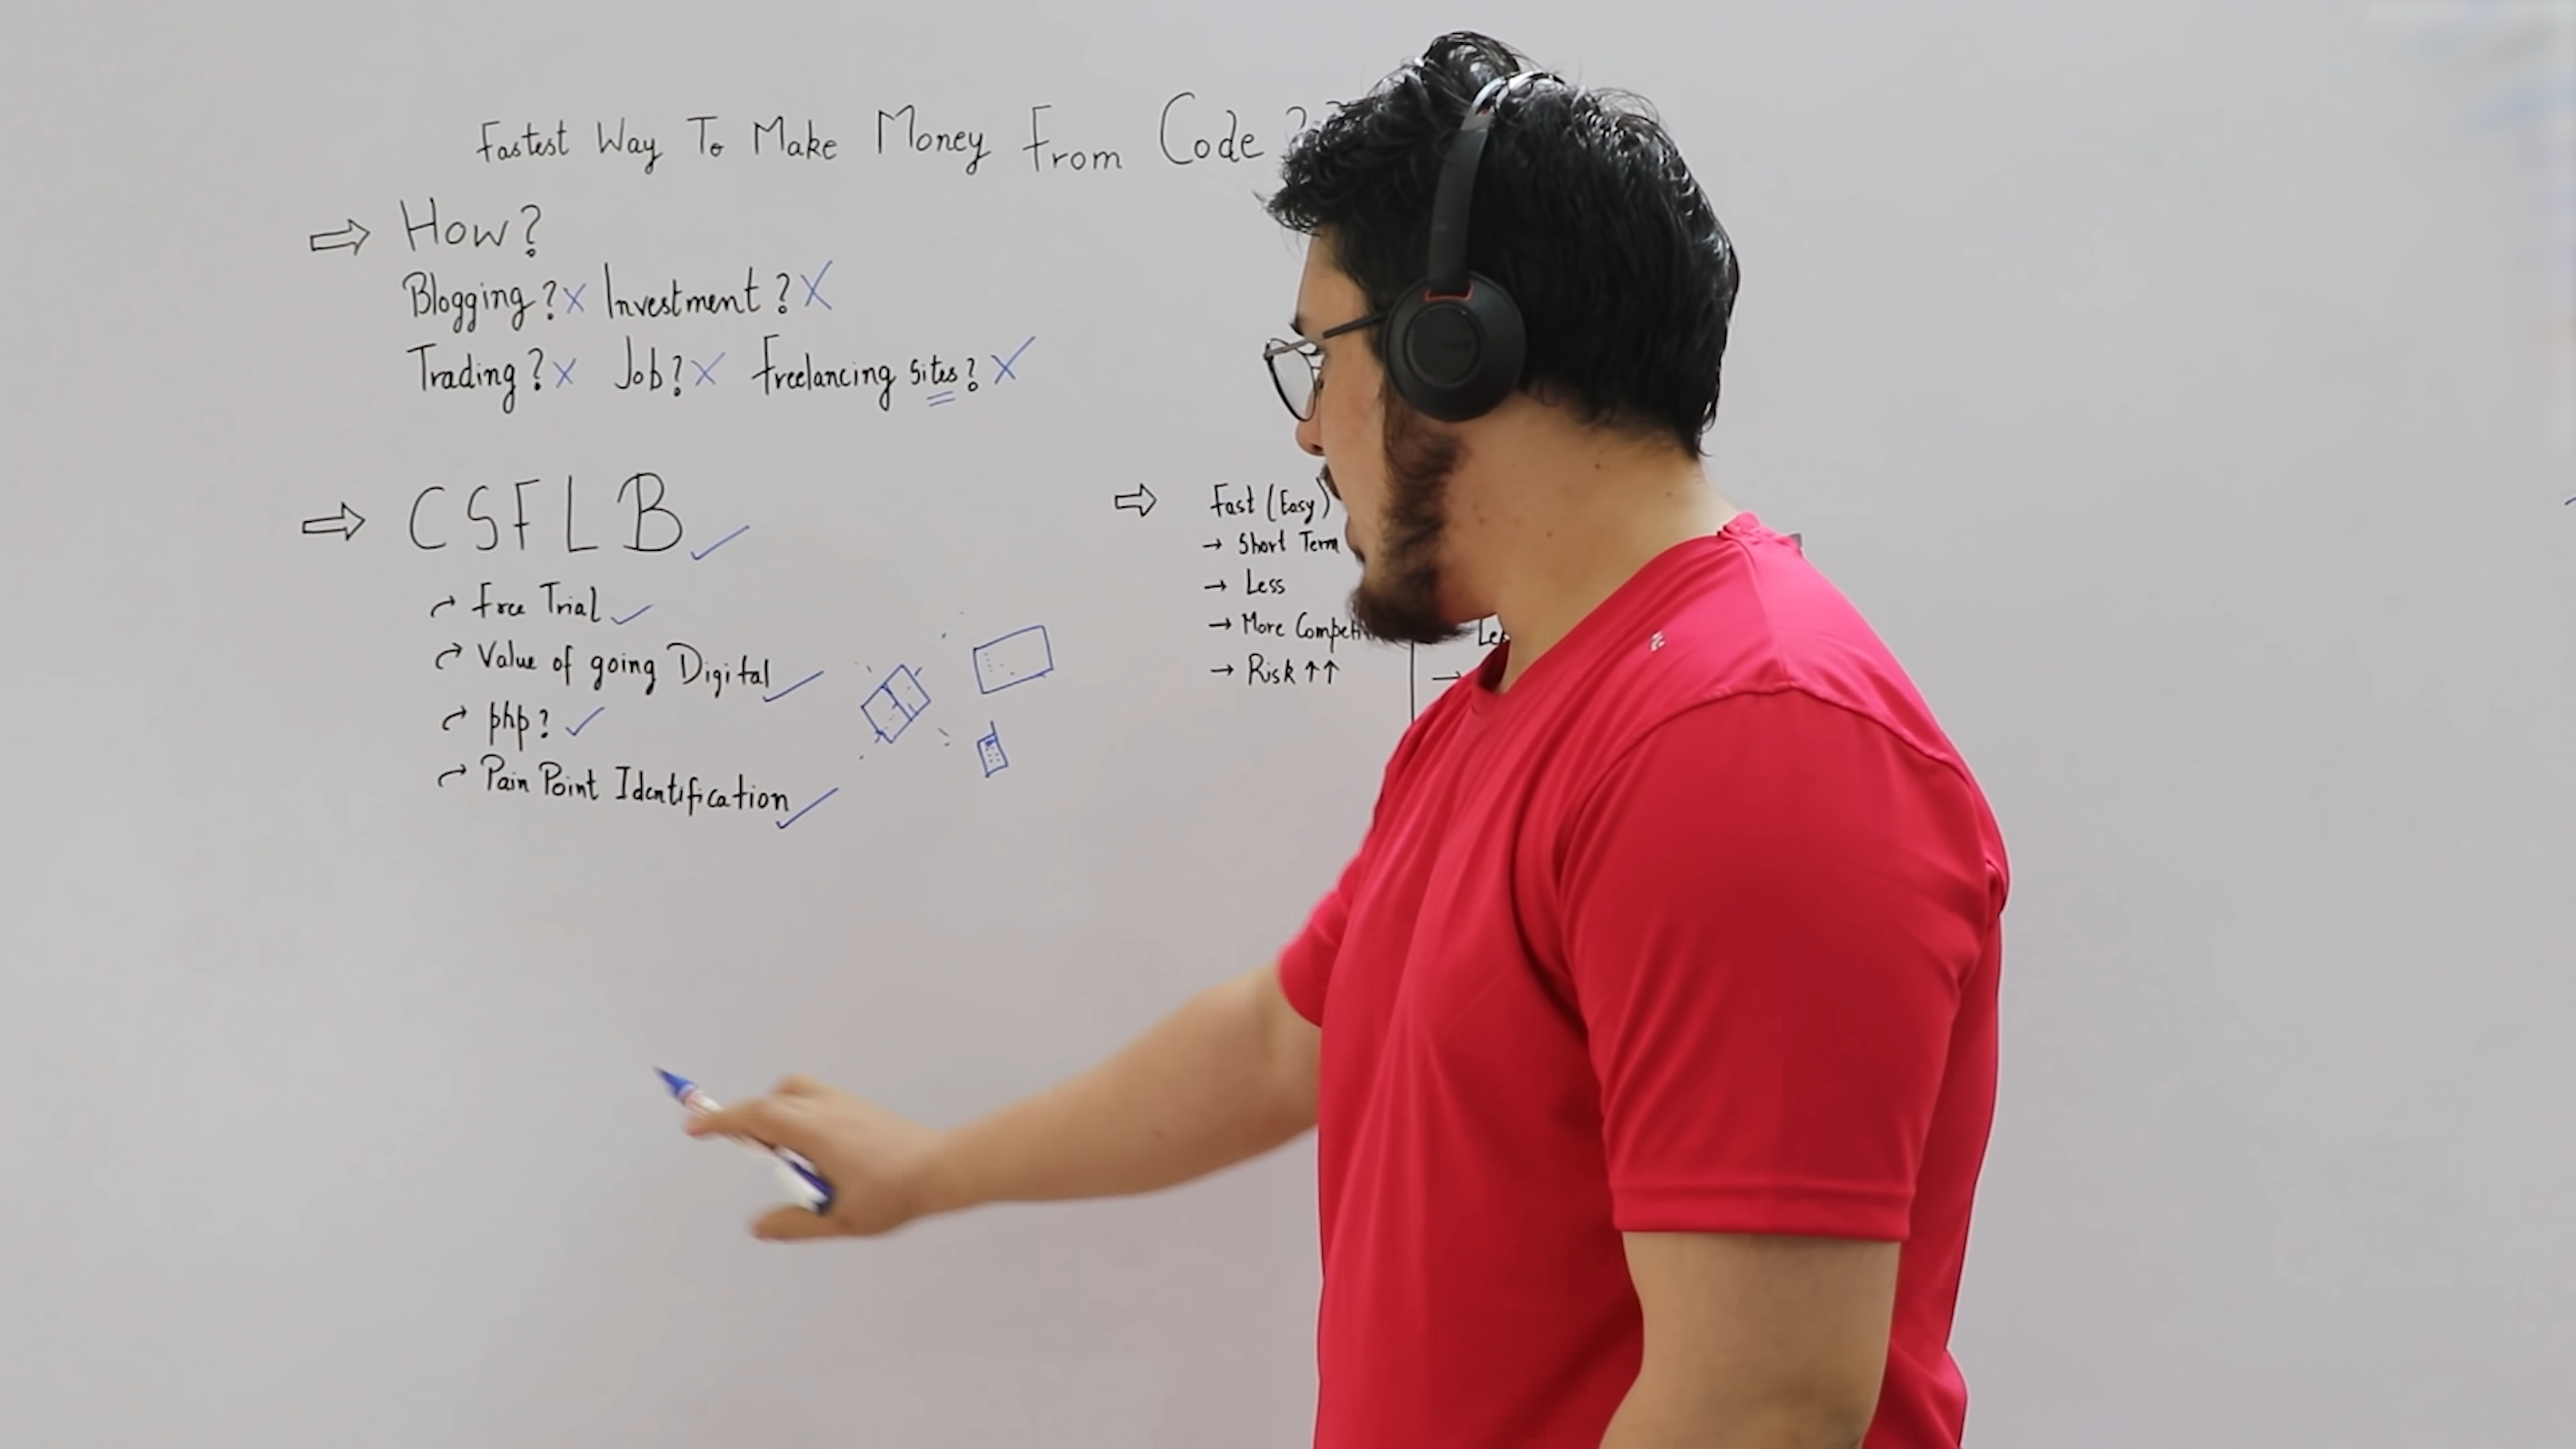 Fastest Way To Make Money From Code ?
⇒ How?
Blogging? X Investment? X
Trading? X Job? X Freelancing Sites? X
⇒ CSFLB ✓
→ Free Trial ✓
→ Value of going Digital ✓
→ php? ✓
→ Pain Point Identification ✓
⇒ Fast (Easy)
→ Short Term
→ Less
→ More
→ Risk ↑↑